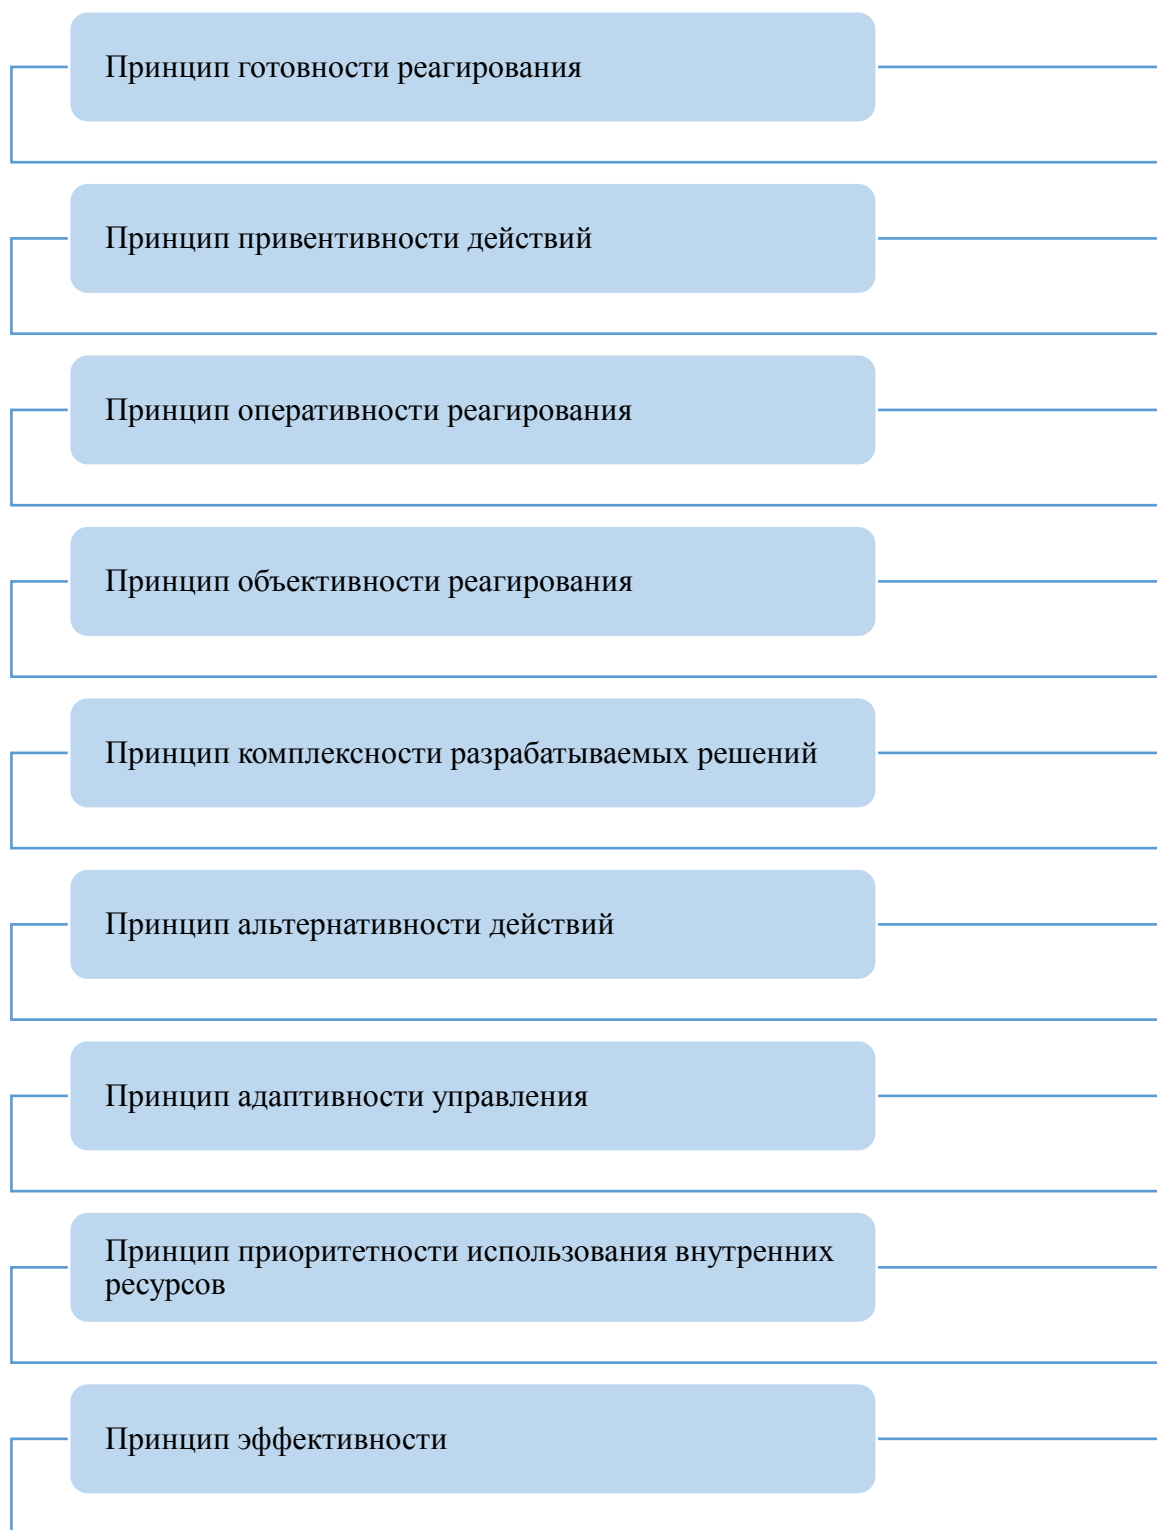 Принцип готовности реагирования
Принцип привентивности действий
Принцип оперативности реагирования
Принцип объективности реагирования
Принцип комплексности разрабатываемых решений
Принцип альтернативности действий
Принцип адаптивности управления
Принцип приоритетности использования внутренних
ресурсов
Принцип эффективности